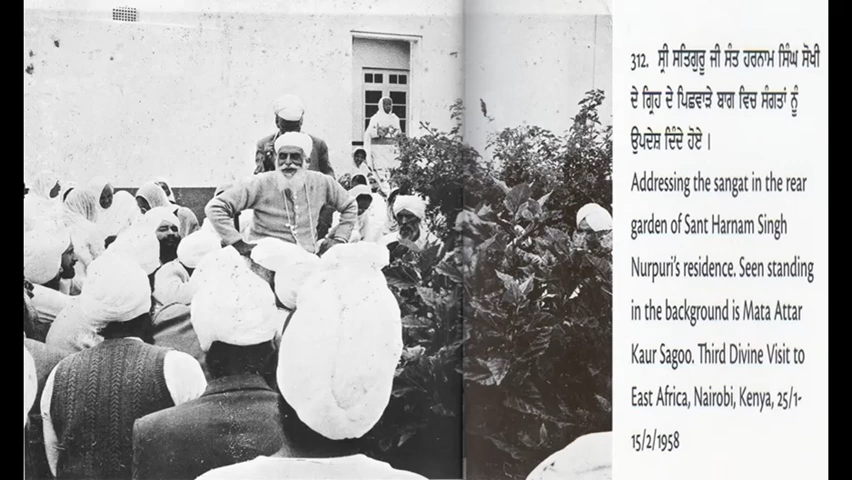 312. ਸ੍ਰੀ ਸਤਿਗੁਰੂ ਜੀ ਸੰਤ ਹਰਨਾਮ ਸਿੰਘ ਸੋਖੀ
ਦੇ ਗ੍ਰਿਹ ਦੇ ਪਿਛਵਾੜੇ ਬਾਗ ਵਿਚ ਸੰਗਤਾਂ ਨੂੰ
ਉਪਦੇਸ਼ ਦਿੰਦੇ ਹੋਏ ।
Addressing the sangat in the rear
garden of Sant Harnam Singh
Nurpuri's residence. Seen standing
in the background is Mata Attar
Kaur Sagoo. Third Divine Visit to
East Africa, Nairobi, Kenya, 25/1-
15/2/1958